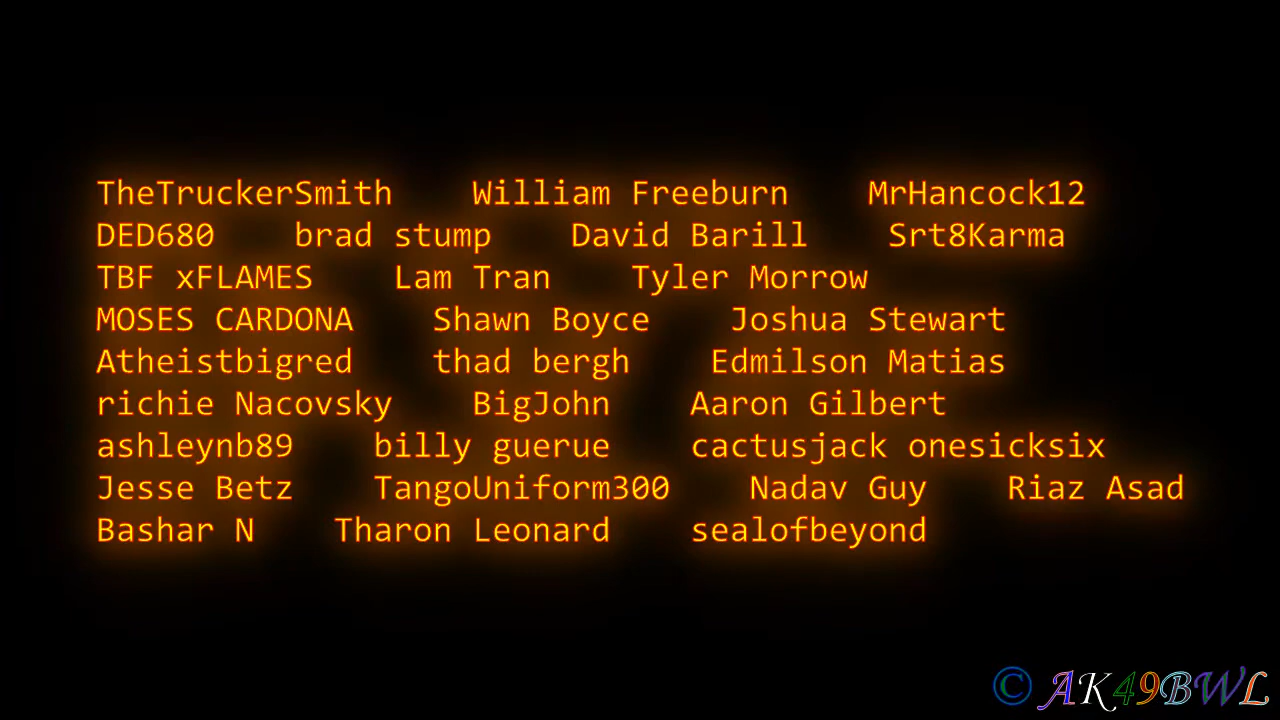 TheTruckerSmith    William Freeburn    MrHancock12
DED680    brad stump    David Barill    Srt8Karma
TBF xFLAMES    Lam Tran    Tyler Morrow
MOSES CARDONA    Shawn Boyce    Joshua Stewart
Atheistbigred    thad bergh    Edmilson Matias
richie Nacovsky    BigJohn    Aaron Gilbert
ashleynb89    billy guerue    cactusjack onesicksix
Jesse Betz    TangoUniform300    Nadav Guy    Riaz Asad
Bashar N    Tharon Leonard    sealofbeyond
© AK49BWL